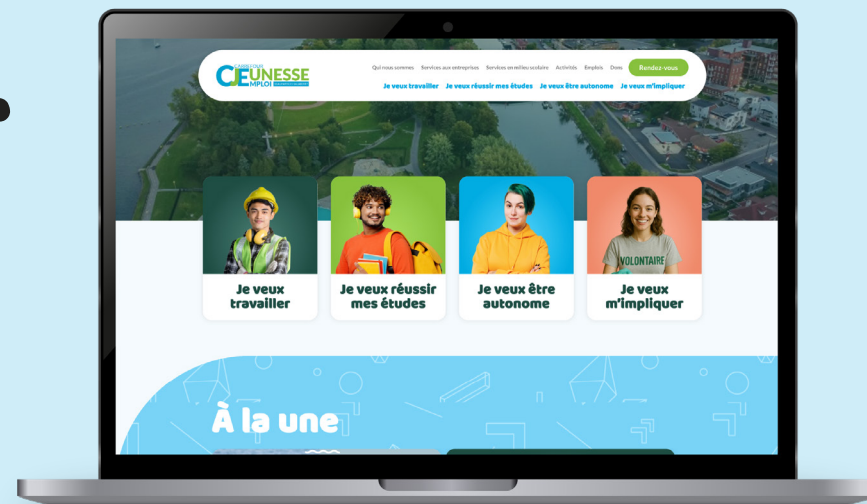 CARREFOUR
JEUNESSE
EMPLOI
Qui nous sommes Services aux entreprises Services en milieu scolaire Activités Emplois Dons Rendez-vous
Je veux travailler Je veux réussir mes études Je veux être autonome Je veux m'impliquer
VOLONTAIRE
Je veux
travailler
Je veux réussir
mes études
Je veux être
autonome
Je veux
m'impliquer
À la une